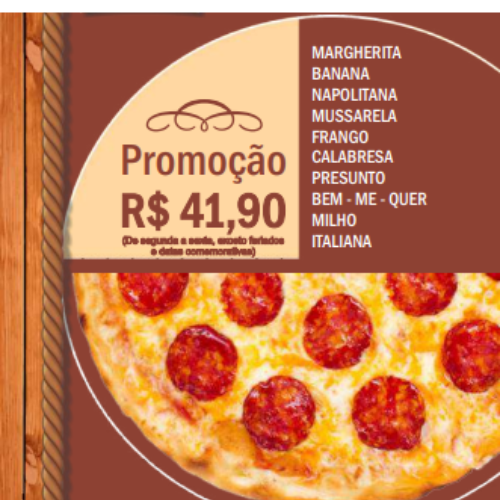 Promoção
R$ 41,90
(De segunda a sexta, exceto feriados
e datas comemorativas)
MARGHERITA
BANANA
NAPOLITANA
MUSSARELA
FRANGO
CALABRESA
PRESUNTO
BEM - ME - QUER
MILHO
ITALIANA